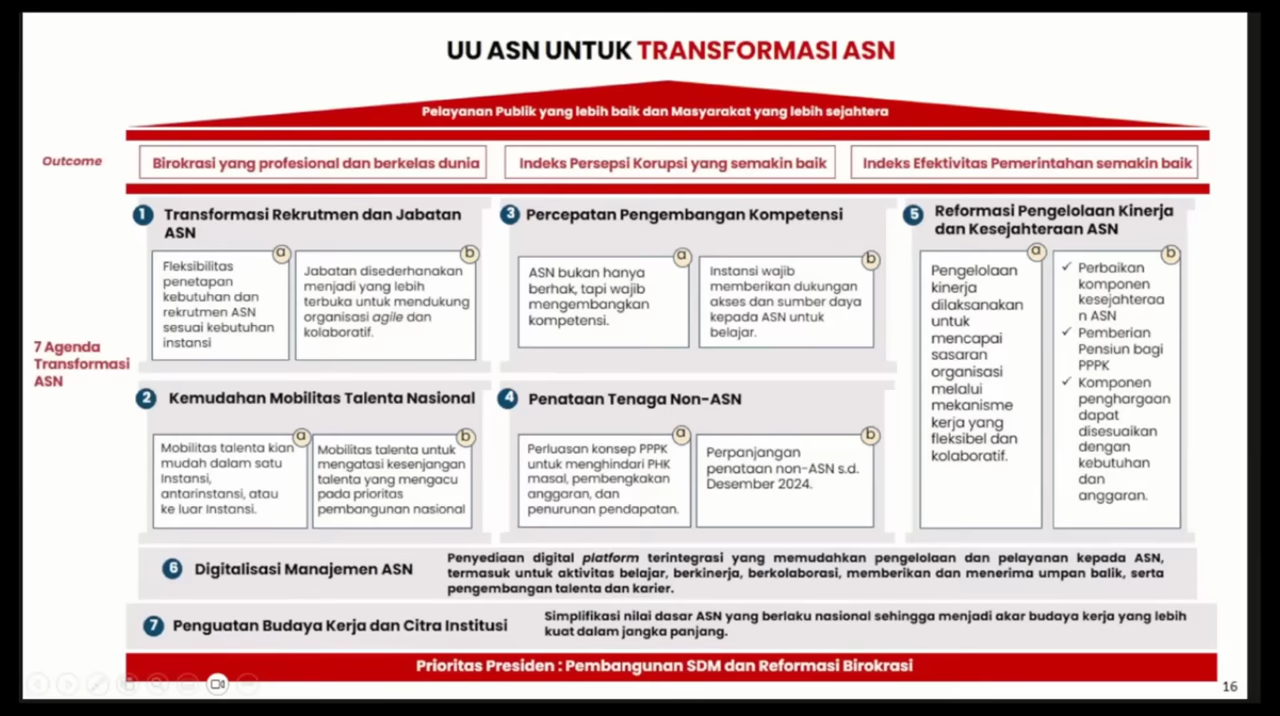 UU ASN UNTUK TRANSFORMASI ASN
Pelayanan Publik yang lebih baik dan Masyarakat yang lebih sejahtera
Outcome
Birokrasi yang profesional dan berkelas dunia
Indeks Persepsi Korupsi yang semakin baik
Indeks Efektivitas Pemerintahan semakin baik
7 Agenda
Transformasi
ASN
1
Transformasi Rekrutmen dan Jabatan
ASN
a
Fleksibilitas
penetapan
kebutuhan dan
rekrutmen ASN
sesuai kebutuhan
instansi
b
Jabatan disederhanakan
menjadi yang lebih
terbuka untuk mendukung
organisasi agile dan
kolaboratif.
2
Kemudahan Mobilitas Talenta Nasional
a
Mobilitas talenta kian
mudah dalam satu
Instansi,
antarinstansi, atau
ke luar Instansi.
b
Mobilitas talenta untuk
mengatasi kesenjangan
talenta yang mengacu
pada prioritas
pembangunan nasional
3
Percepatan Pengembangan Kompetensi
a
ASN bukan hanya
berhak, tapi wajib
mengembangkan
kompetensi.
b
Instansi wajib
memberikan dukungan
akses dan sumber daya
kepada ASN untuk
belajar.
4
Penataan Tenaga Non-ASN
a
Perluasan konsep PPPK
untuk menghindari PHK
masal, pembengkakan
anggaran, dan
penurunan pendapatan.
b
Perpanjangan
penataan non-ASN s.d.
Desember 2024.
5
Reformasi Pengelolaan Kinerja
dan Kesejahteraan ASN
a
Pengelolaan
kinerja
dilaksanakan
untuk
mencapai
sasaran
organisasi
melalui
mekanisme
kerja yang
fleksibel dan
kolaboratif.
b
✓ Perbaikan
komponen
kesejahteraa
n ASN
✓ Pemberian
Pensiun bagi
PPPK
✓ Komponen
penghargaan
dapat
disesuaikan
dengan
kebutuhan
dan
anggaran.
6
Digitalisasi Manajemen ASN
Penyediaan digital platform terintegrasi yang memudahkan pengelolaan dan pelayanan kepada ASN,
termasuk untuk aktivitas belajar, berkinerja, berkolaborasi, memberikan dan menerima umpan balik, serta
pengembangan talenta dan karier.
7
Penguatan Budaya Kerja dan Citra Institusi
Simplifikasi nilai dasar ASN yang berlaku nasional sehingga menjadi akar budaya kerja yang lebih
kuat dalam jangka panjang.
Prioritas Presiden : Pembangunan SDM dan Reformasi Birokrasi
16